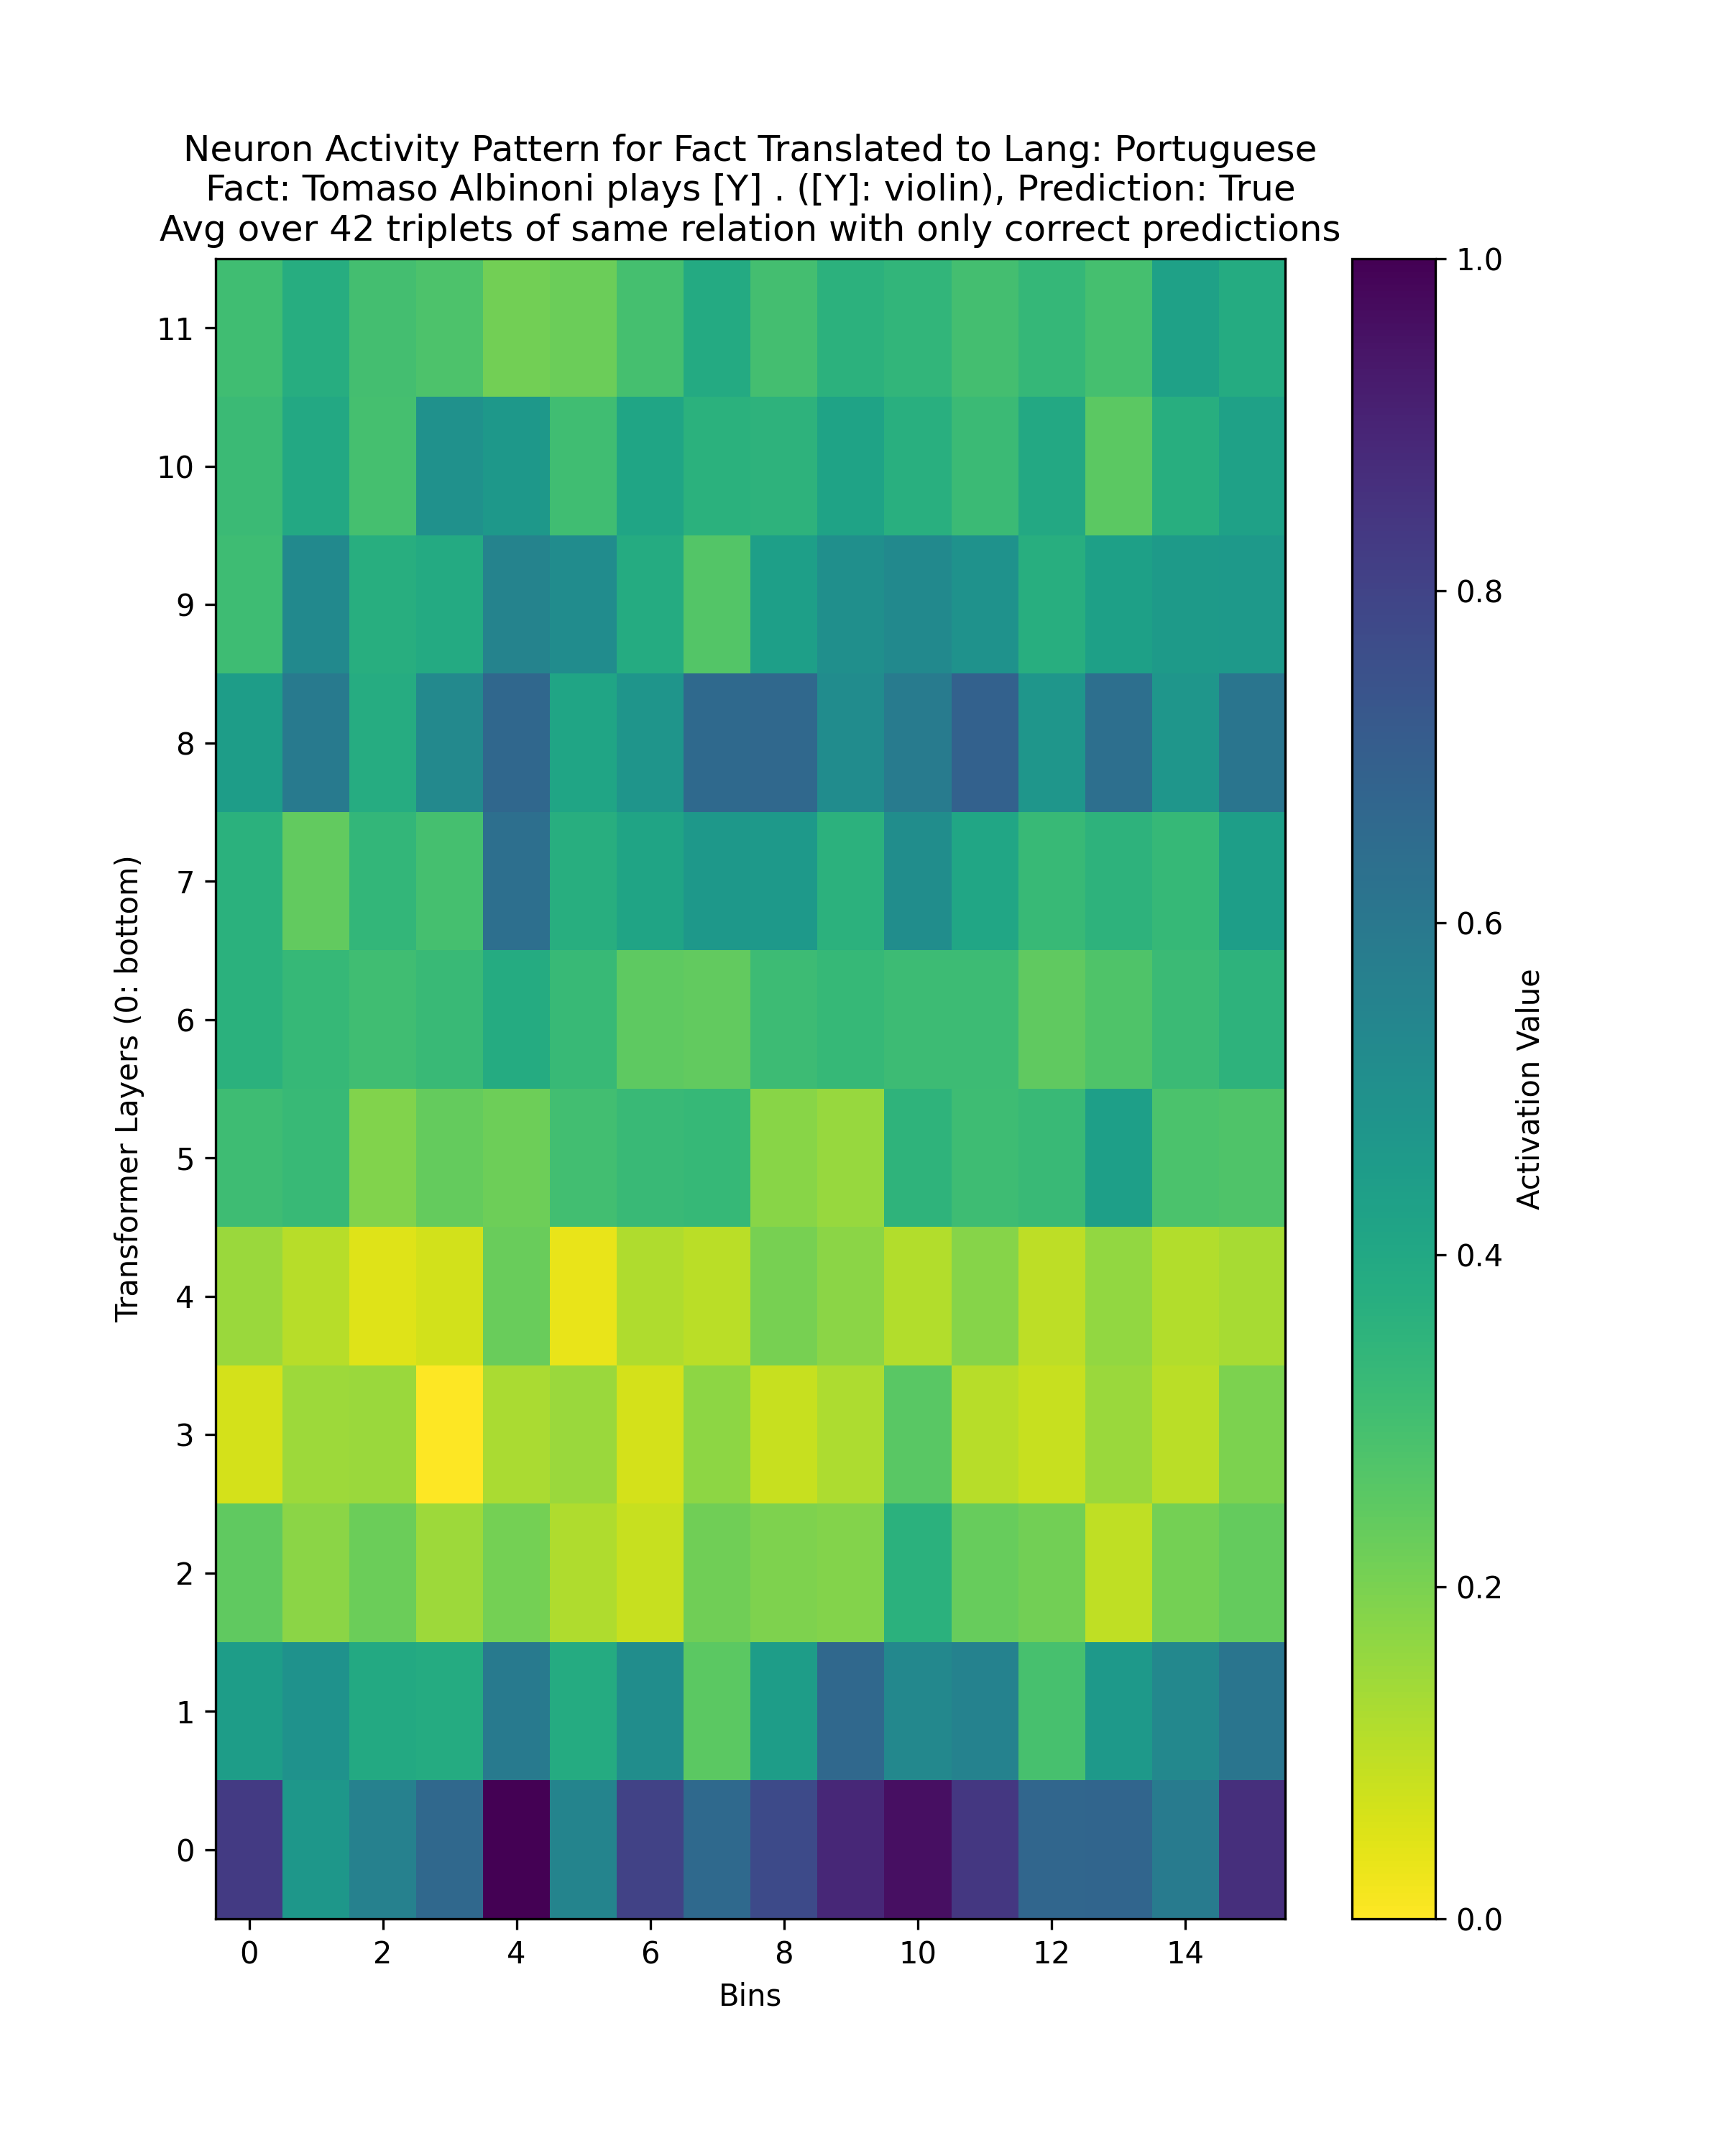 Neuron Activity Pattern for Fact Translated to Lang: Portuguese
Fact: Tomaso Albinoni plays [Y] . ([Y]: violin), Prediction: True
Avg over 42 triplets of same relation with only correct predictions
11
10
9
8
7
6
5
4
3
2
1
0
Transformer Layers (0: bottom)
0 2 4 6 8 10 12 14
Bins
1.0
0.8
0.6
0.4
0.2
0.0
Activation Value